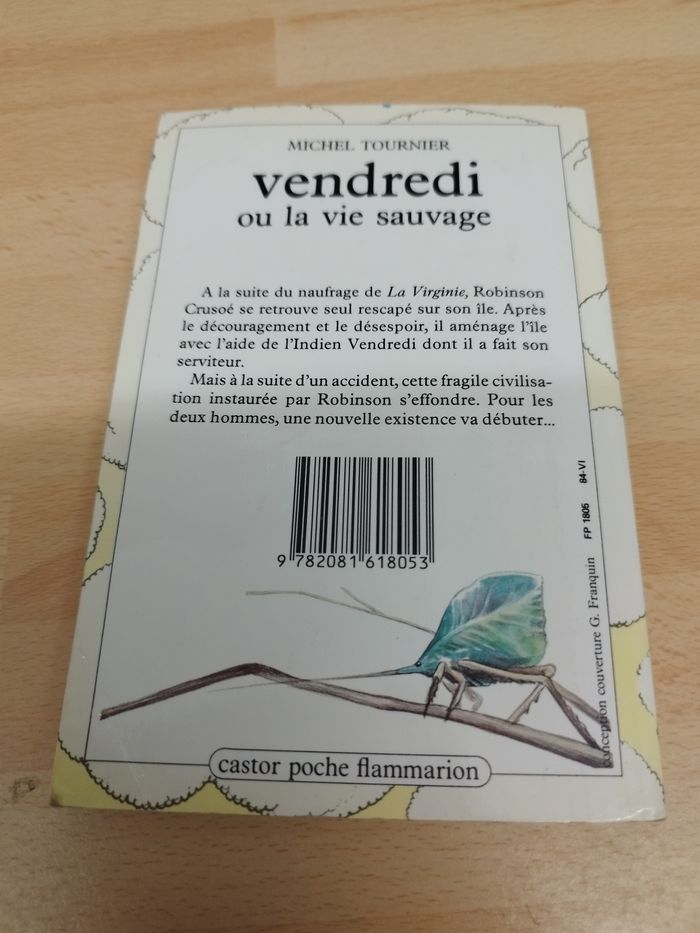 MICHEL TOURNIER
vendredi
ou la vie sauvage
A la suite du naufrage de La Virginie, Robinson
Crusoé se retrouve seul rescapé sur son île. Après
le découragement et le désespoir, il aménage l'île
avec l'aide de l'Indien Vendredi dont il a fait son
serviteur.
Mais à la suite d'un accident, cette fragile civilisa-
tion instaurée par Robinson s'effondre. Pour les
deux hommes, une nouvelle existence va débuter...
9 782081 618053
conception couverture G. Franquin FP 1805 84-VI
castor poche flammarion